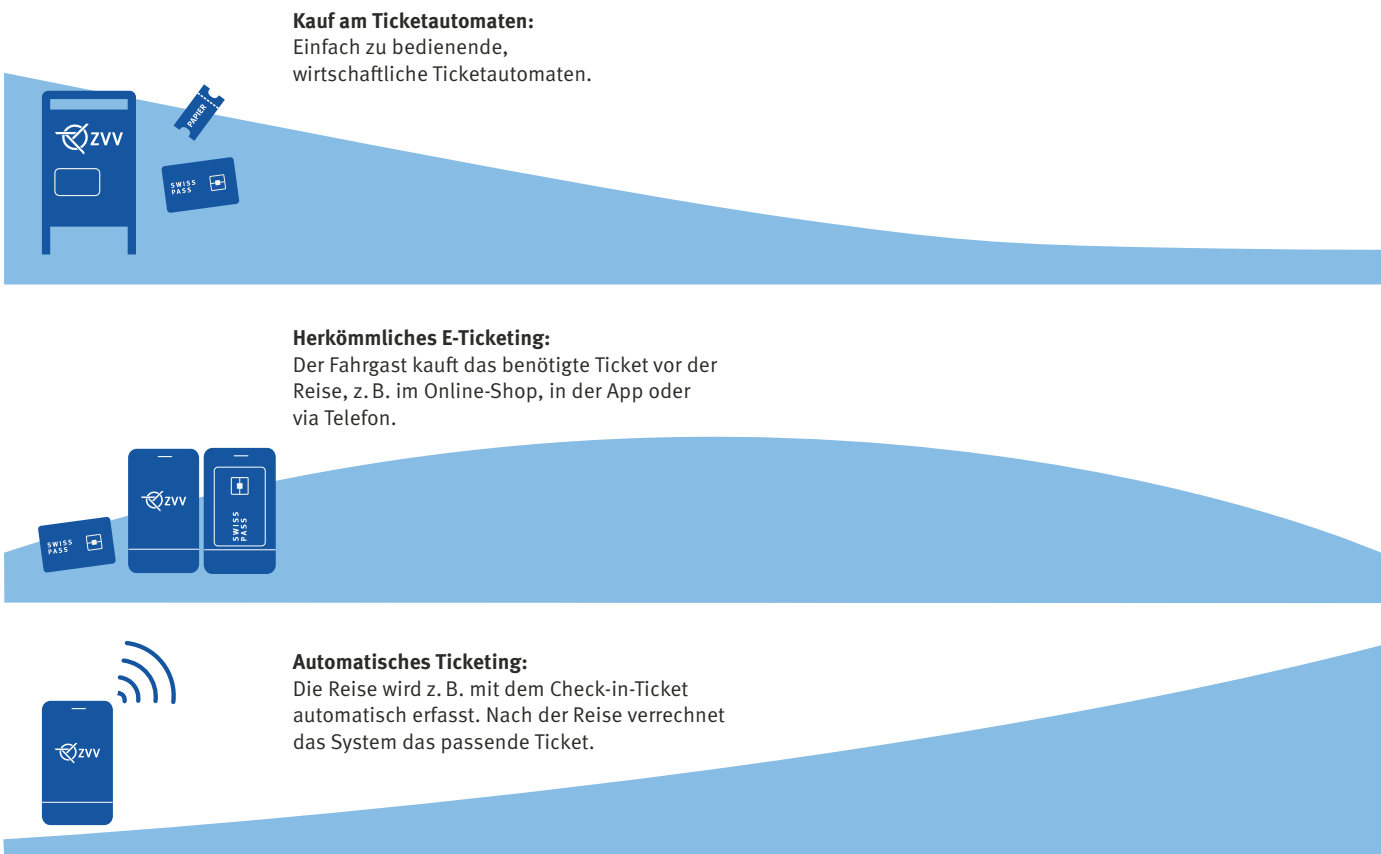 Kauf am Ticketautomaten:
Einfach zu bedienende,
wirtschaftliche Ticketautomaten.
PAPIER
ZVV
SWISS
PASS
Herkömmliches E-Ticketing:
Der Fahrgast kauft das benötigte Ticket vor der
Reise, z. B. im Online-Shop, in der App oder
via Telefon.
ZVV
SWISS
PASS
SWISS
PASS
Automatisches Ticketing:
Die Reise wird z. B. mit dem Check-in-Ticket
automatisch erfasst. Nach der Reise verrechnet
das System das passende Ticket.
ZVV